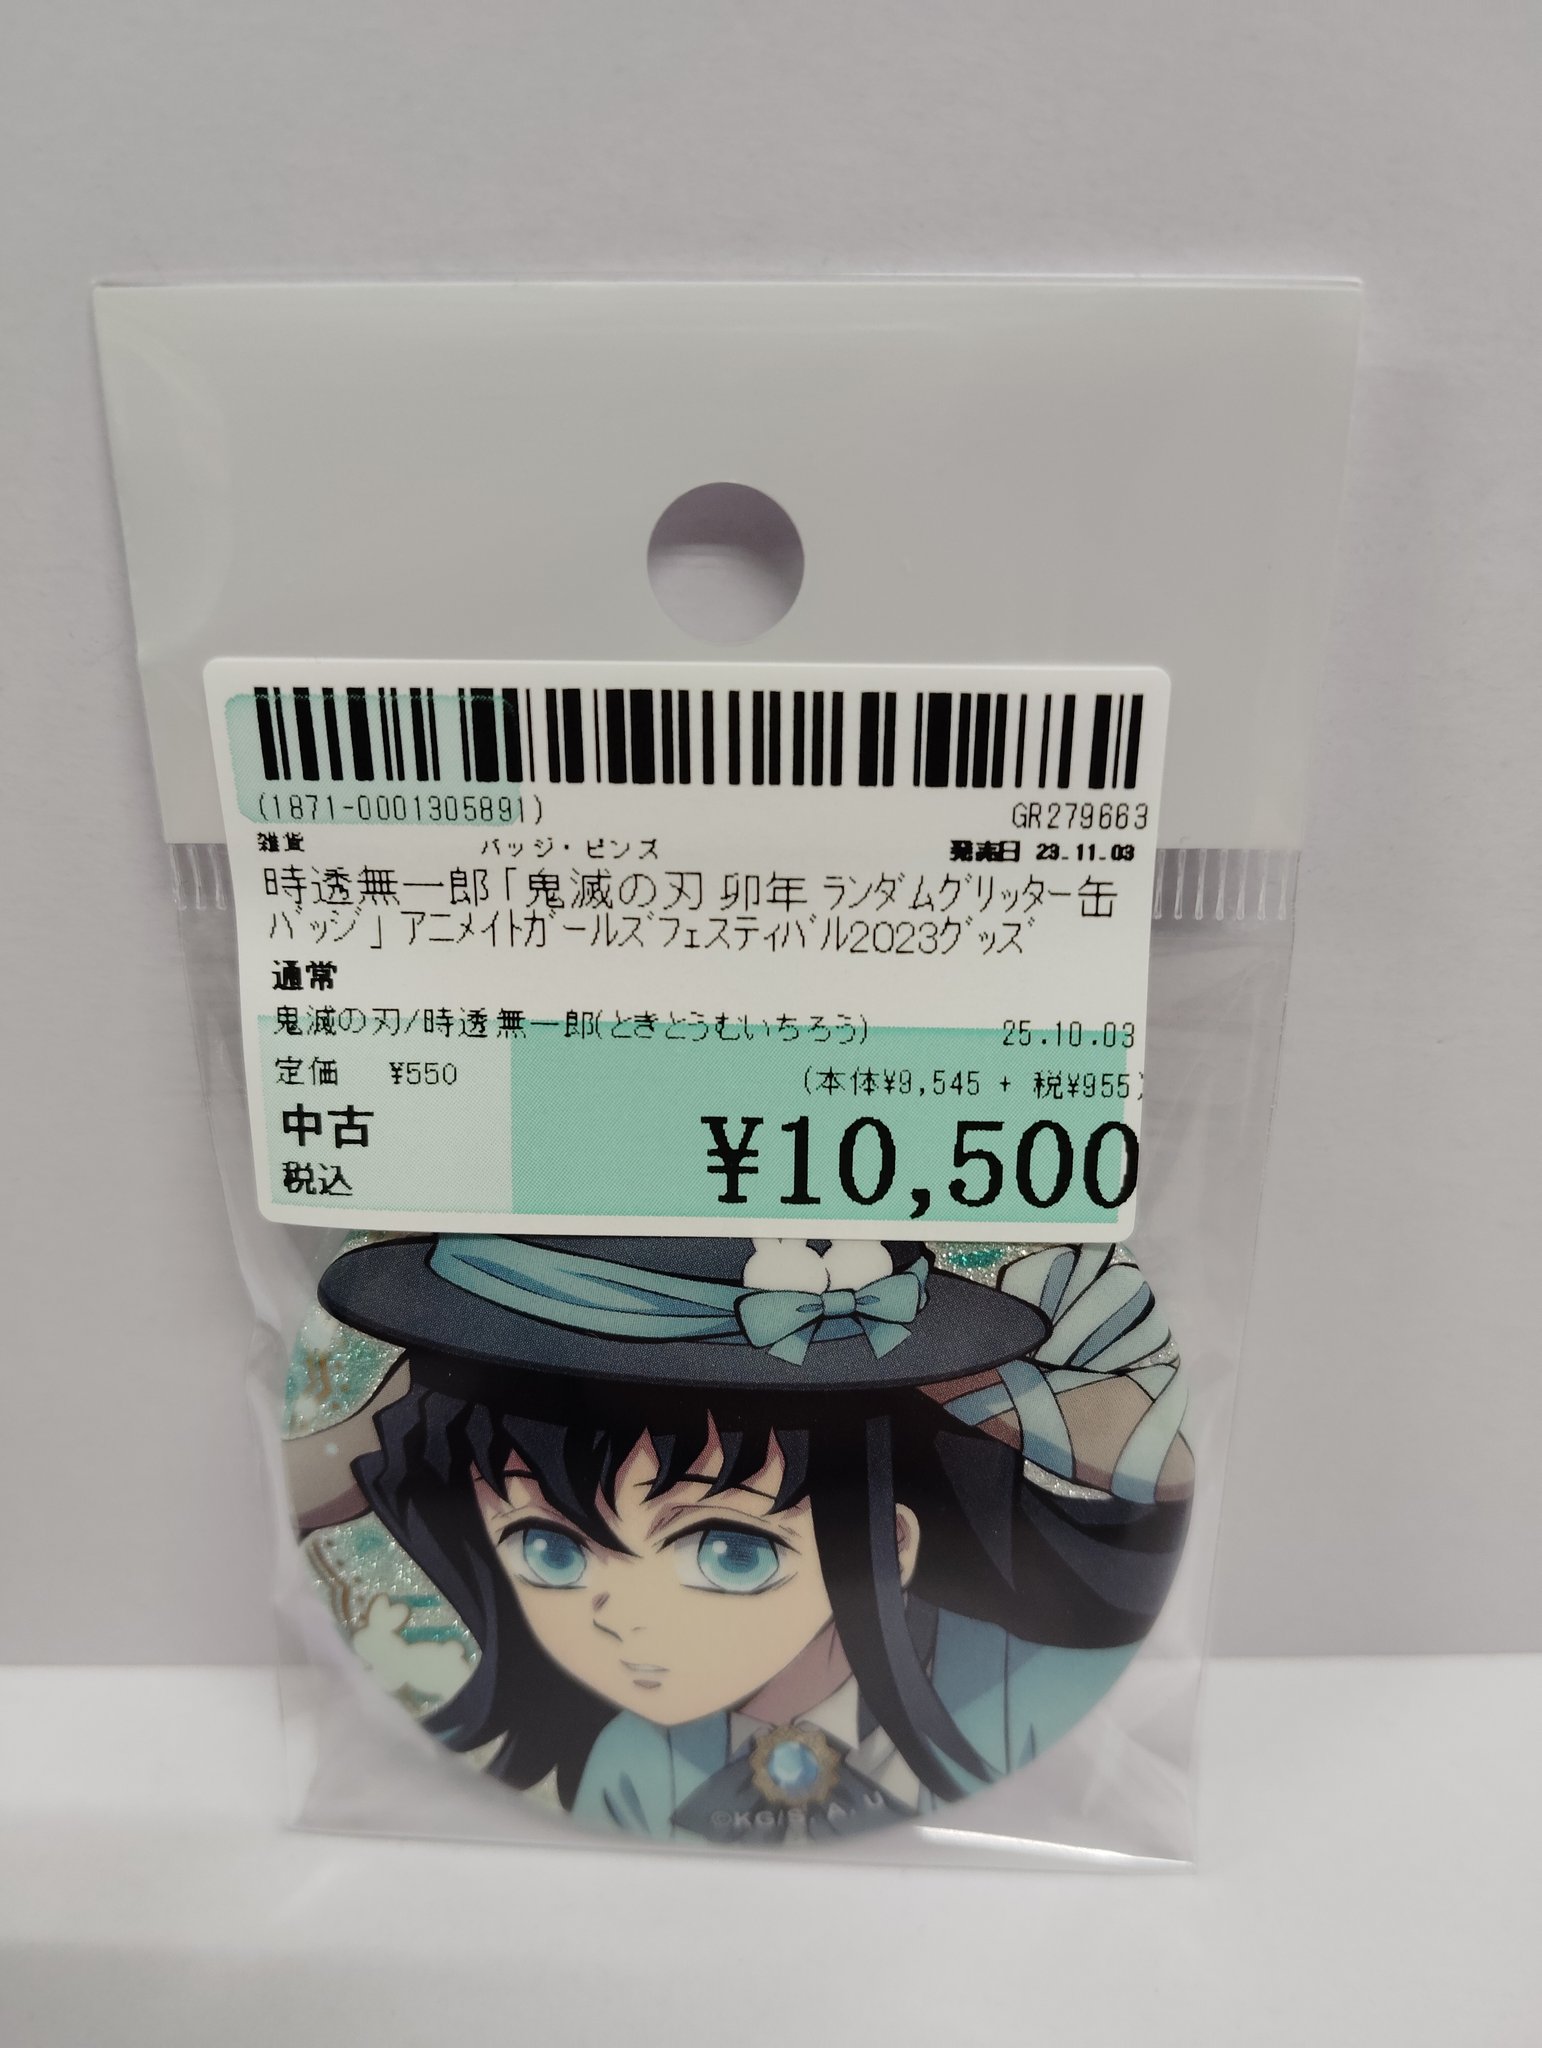 (1871-0001305891) GR279663
雑貨 バッジ・ピンズ 発売日 23.11.03
時透無一郎「鬼滅の刃 卯年 ランダムグリッター缶
バッジ」 アニメイトガールズフェスティバル2023グッズ
通常
鬼滅の刃/時透無一郎(ときとうむいちろう) 25.10.03
定価 ¥550 (本体¥9,545 + 税¥955)
中古
税込 ¥10,500
©KG/S, A, U